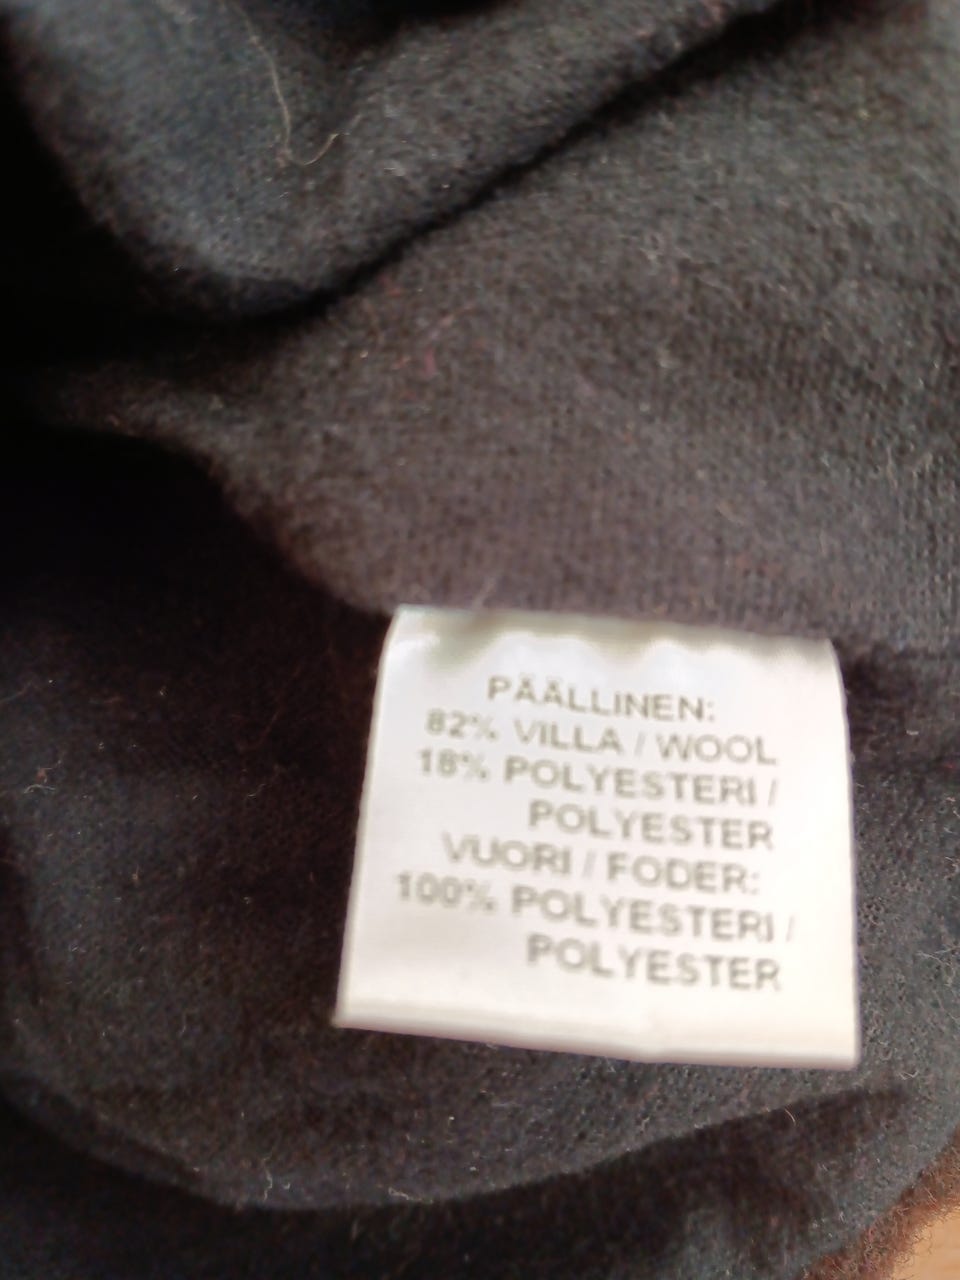 PÄÄLLINEN:
82% VILLA / WOOL
18% POLYESTERI /
POLYESTER
VUORI / FODER:
100% POLYESTERI /
POLYESTER